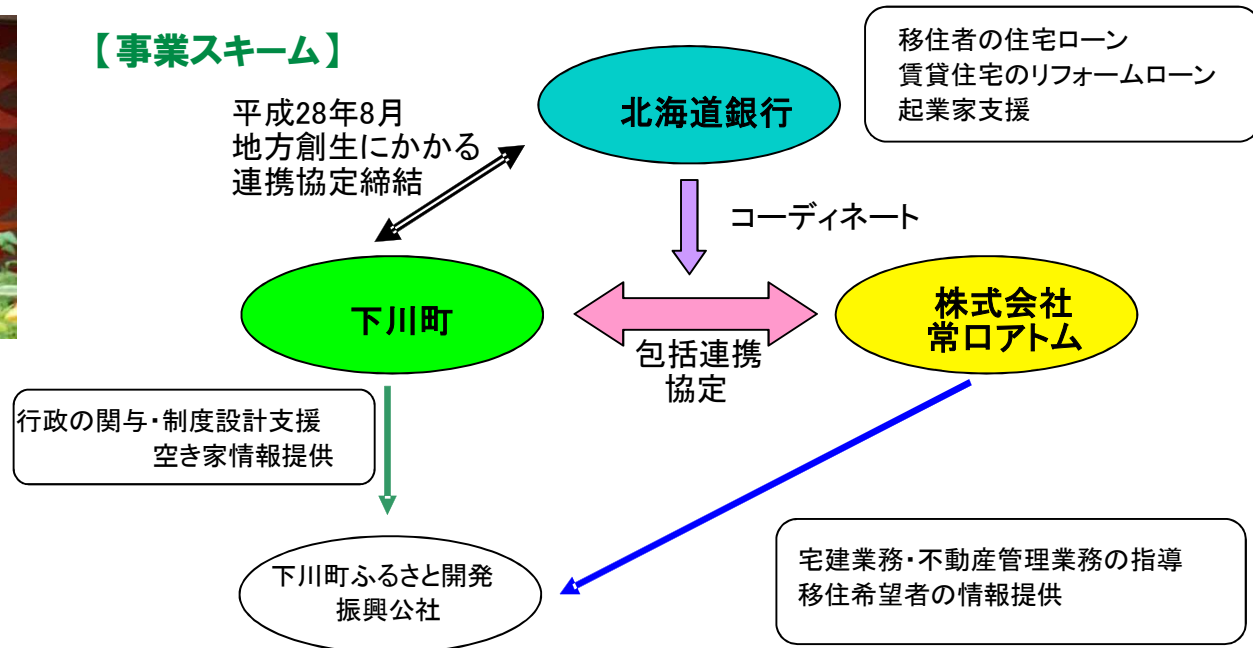 【事業スキーム】
平成28年8月
地方創生にかかる
連携協定締結
北海道銀行
移住者の住宅ローン
賃貸住宅のリフォームローン
起業家支援
コーディネート
下川町
包括連携
協定
株式会社
常口アトム
行政の関与・制度設計支援
空き家情報提供
下川町ふるさと開発
振興公社
宅建業務・不動産管理業務の指導
移住希望者の情報提供